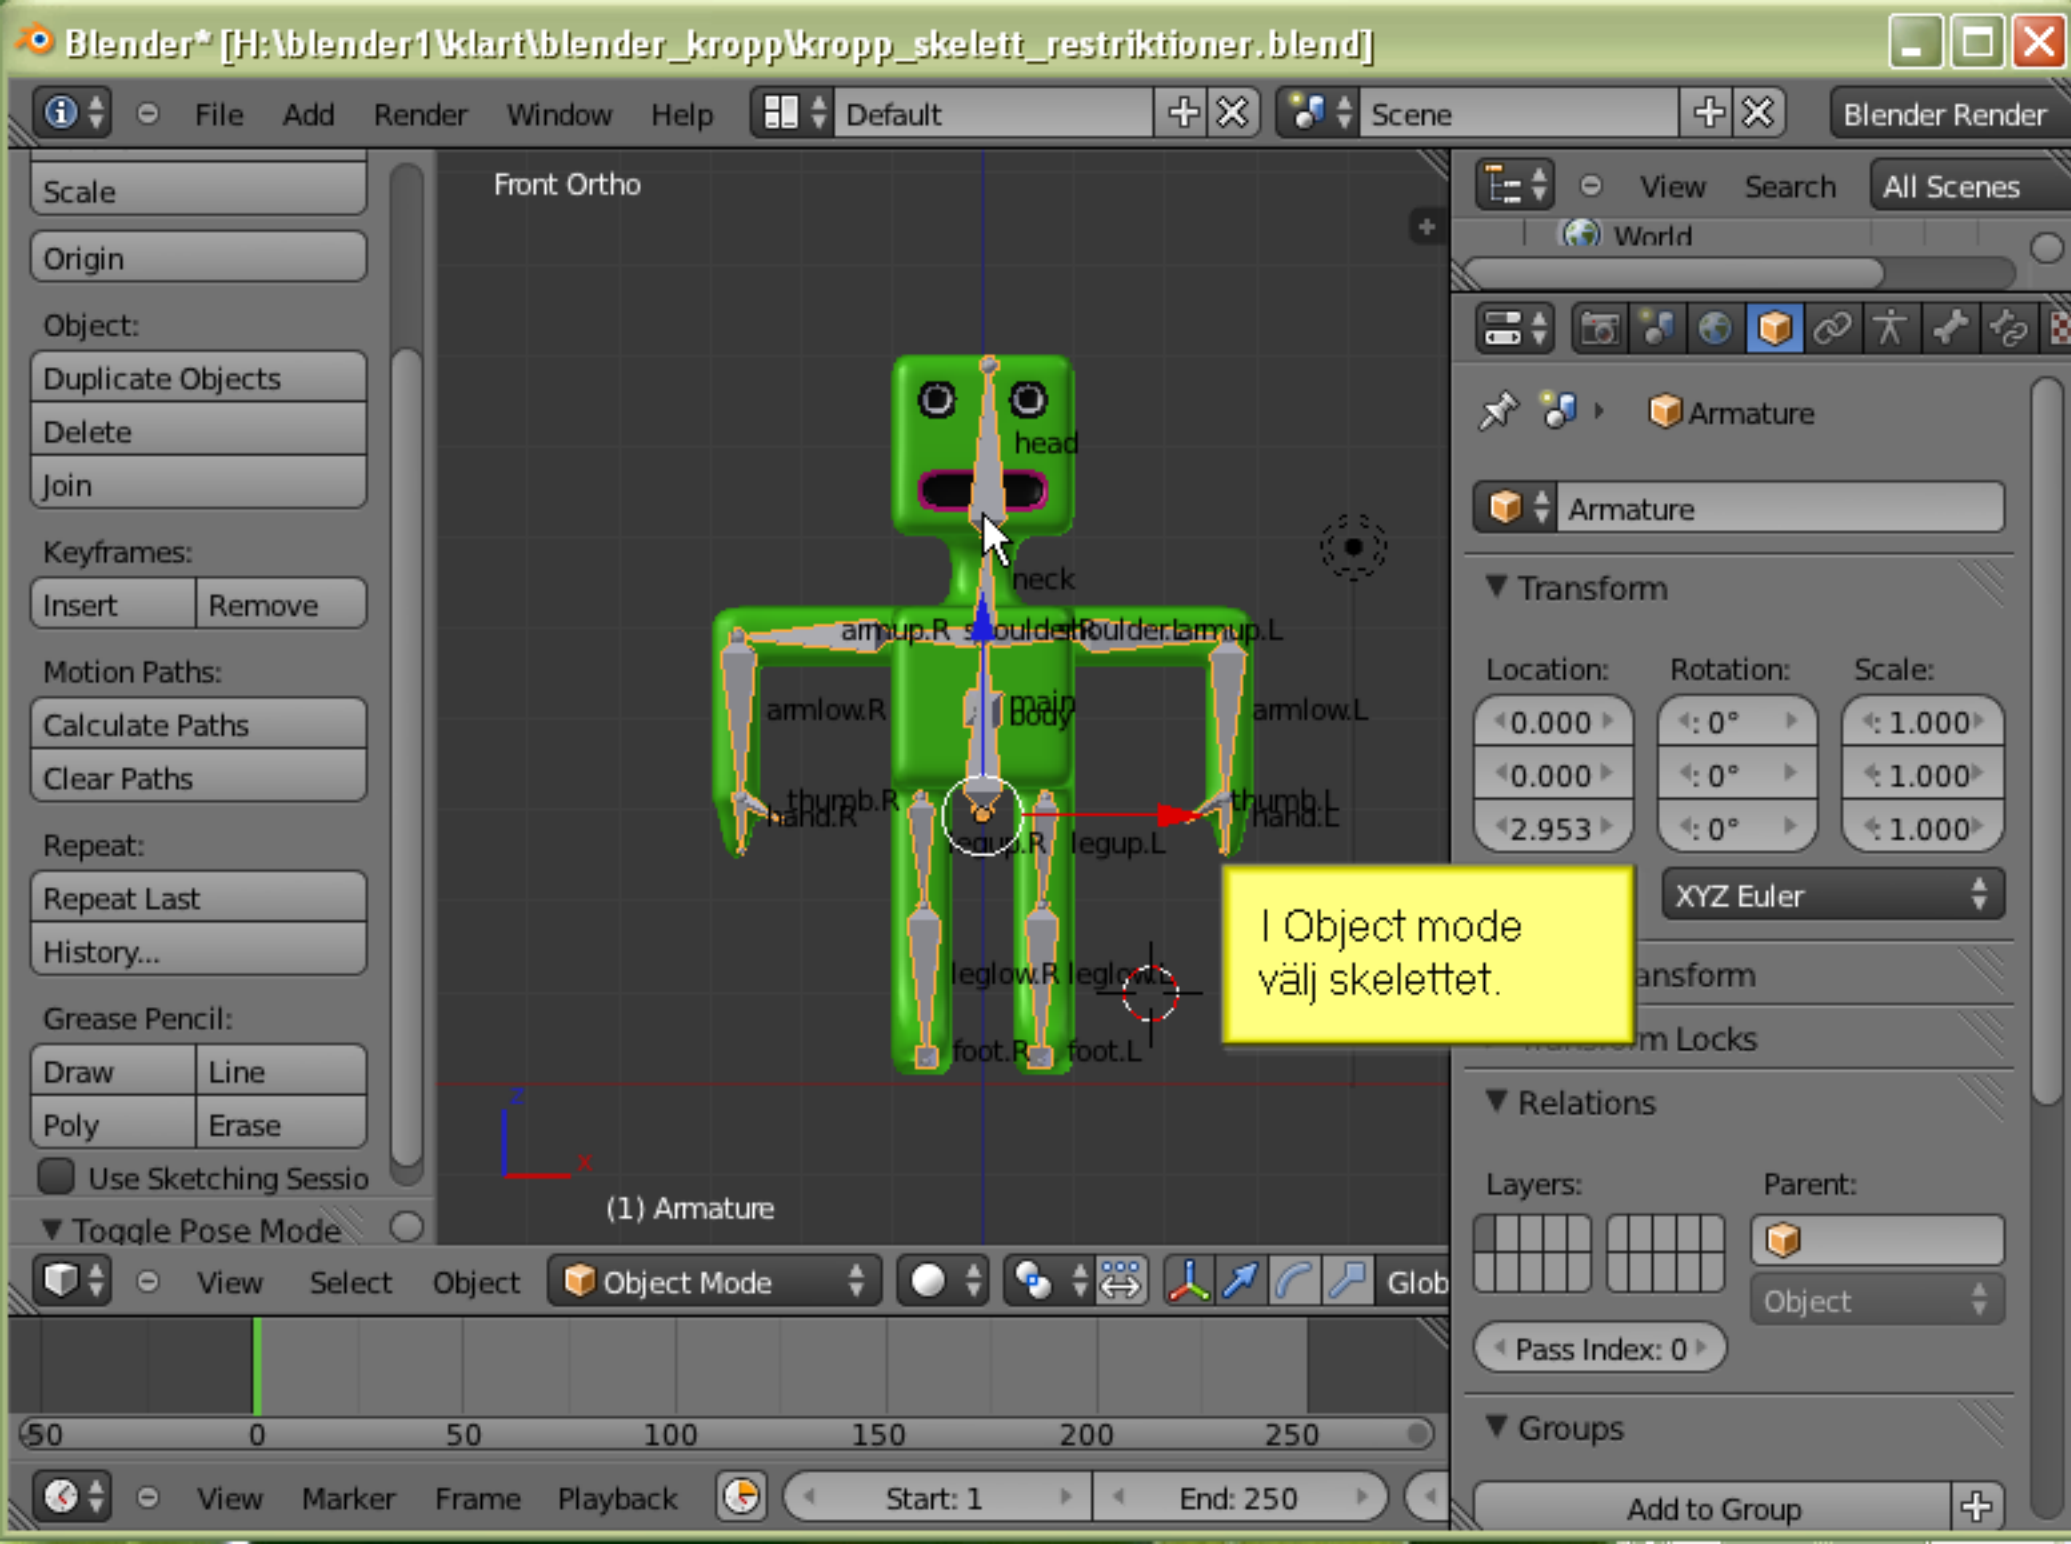 Blender* [H:\blender1\klart\blender_kropp\kropp_skelett_restriktioner.blend]
File Add Render Window Help Default Scene Blender Render
Scale
Origin
Object:
Duplicate Objects
Delete
Join
Keyframes:
Insert Remove
Motion Paths:
Calculate Paths
Clear Paths
Repeat:
Repeat Last
History...
Grease Pencil:
Draw Line
Poly Erase
Use Sketching Sessio
Toggle Pose Mode
Front Ortho
head
neck
armup.R shoulder.R shoulder.L armup.L
armlow.R main armlow.L
body
thumb.R thumb.L
hand.R hand.L
legup.R legup.L
leglow.R leglow.L
foot.R foot.L
z
x
(1) Armature
I Object mode
välj skelettet.
View Select Object Object Mode Glob
-50 0 50 100 150 200 250
View Marker Frame Playback Start: 1 End: 250
View Search All Scenes
World
Armature
Armature
Transform
Location: Rotation: Scale:
0.000 : 0° : 1.000
0.000 : 0° : 1.000
2.953 : 0° : 1.000
XYZ Euler
ansform
m Locks
Relations
Layers: Parent:
Object
Pass Index: 0
Groups
Add to Group